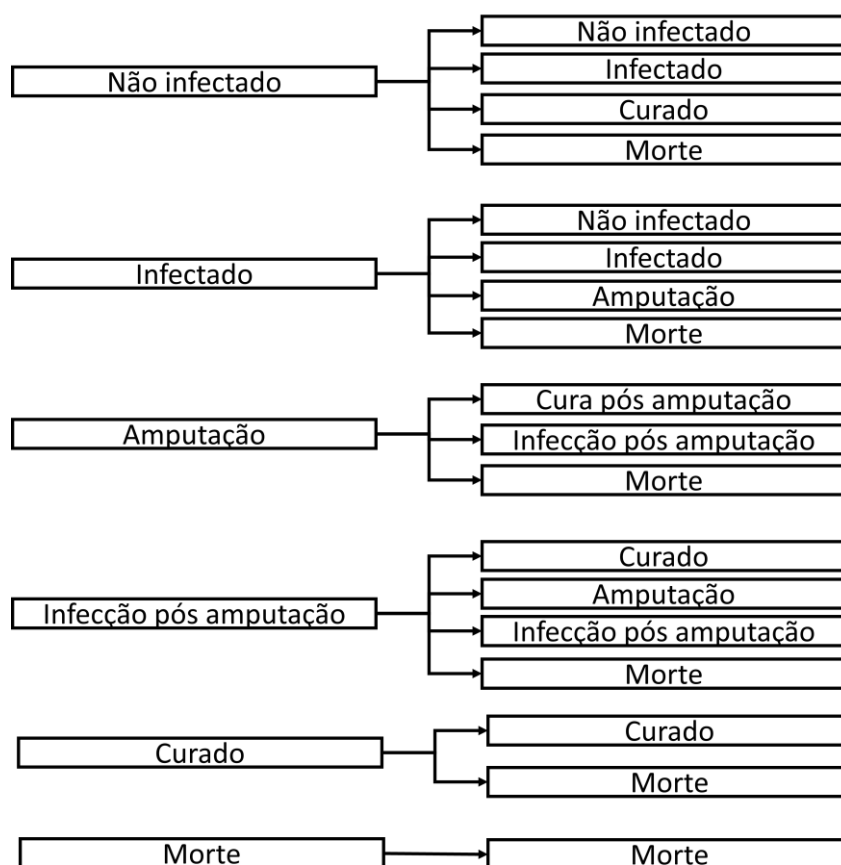 Não infectado
Não infectado
Infectado
Curado
Morte
Infectado
Não infectado
Infectado
Amputação
Morte
Amputação
Cura pós amputação
Infecção pós amputação
Morte
Infecção pós amputação
Curado
Amputação
Infecção pós amputação
Morte
Curado
Curado
Morte
Morte
Morte